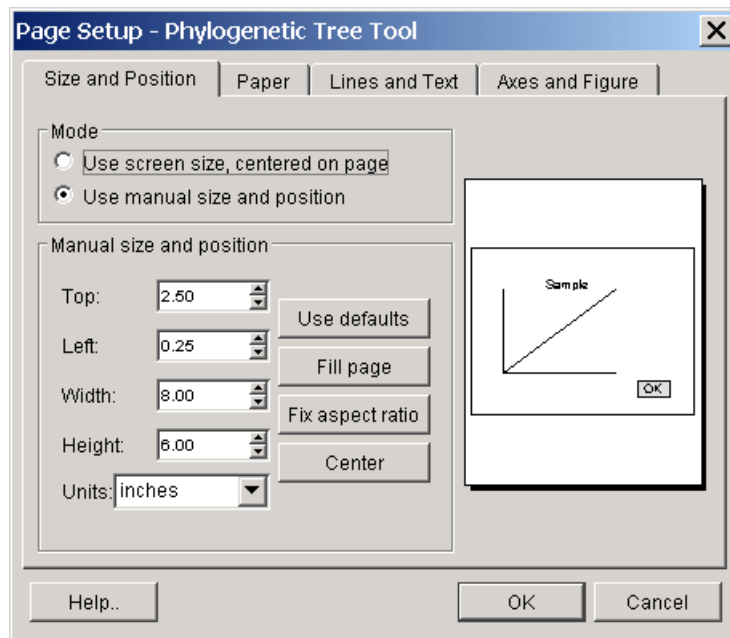 Page Setup - Phylogenetic Tree Tool
Size and Position Paper Lines and Text Axes and Figure
Mode
Use screen size, centered on page
Use manual size and position
Manual size and position
Top: 2.50
Left: 0.25
Width: 8.00
Height: 6.00
Units: inches
Use defaults
Fill page
Fix aspect ratio
Center
Sample
OK
Help.. OK Cancel